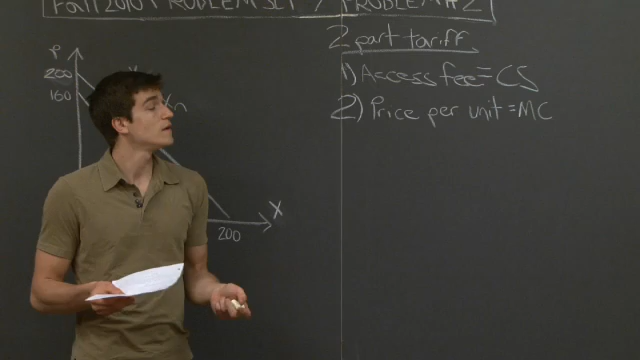 Fall 2010 PROBLEM SET 7 PROBLEM #2
2 part tariff
1) Access fee = CS
2) Price per unit = MC
P
200
160
X
200